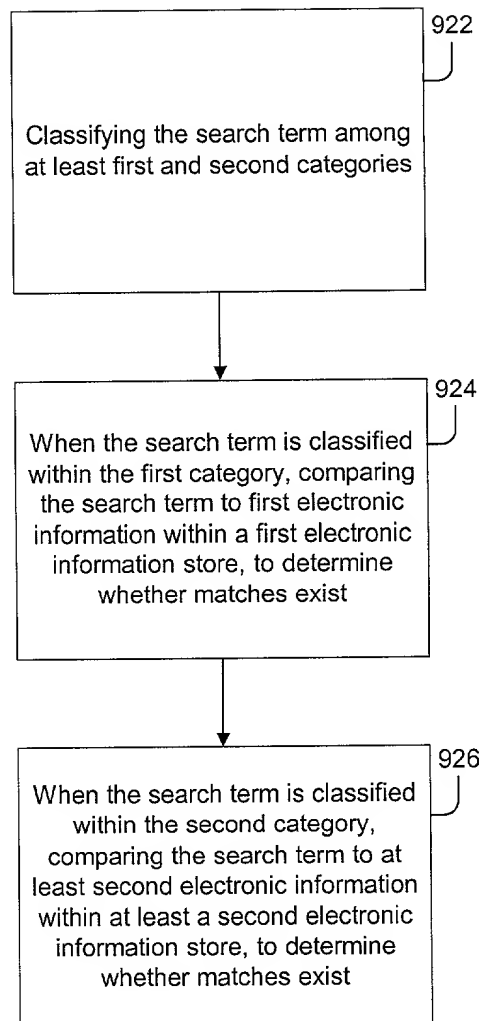 922
Classifying the search term among
at least first and second categories
924
When the search term is classified
within the first category, comparing
the search term to first electronic
information within a first electronic
information store, to determine
whether matches exist
926
When the search term is classified
within the second category,
comparing the search term to at
least second electronic information
within at least a second electronic
information store, to determine
whether matches exist